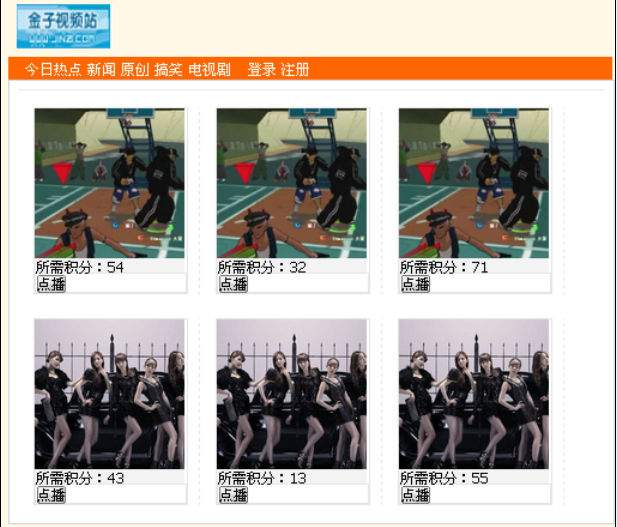 金子视频站
WWW.JINZI.COM
今日热点 新闻 原创 搞笑 电视剧 登录 注册
所需积分：54
点播
所需积分：32
点播
所需积分：71
点播
所需积分：43
点播
所需积分：13
点播
所需积分：55
点播